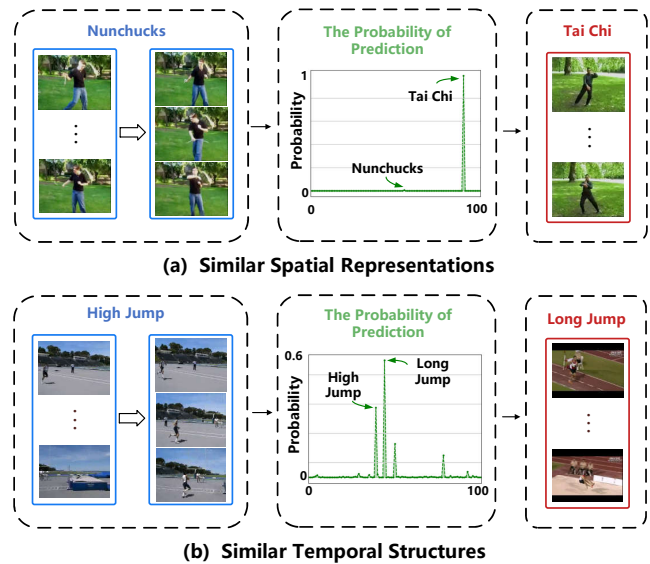 Nunchucks
The Probability of
Prediction
Tai Chi
1
Tai Chi
Probability
Nunchucks
0
0
100
(a) Similar Spatial Representations
High Jump
The Probability of
Prediction
Long Jump
0.6
Long
Jump
High
Jump
Probability
0
0
100
(b) Similar Temporal Structures